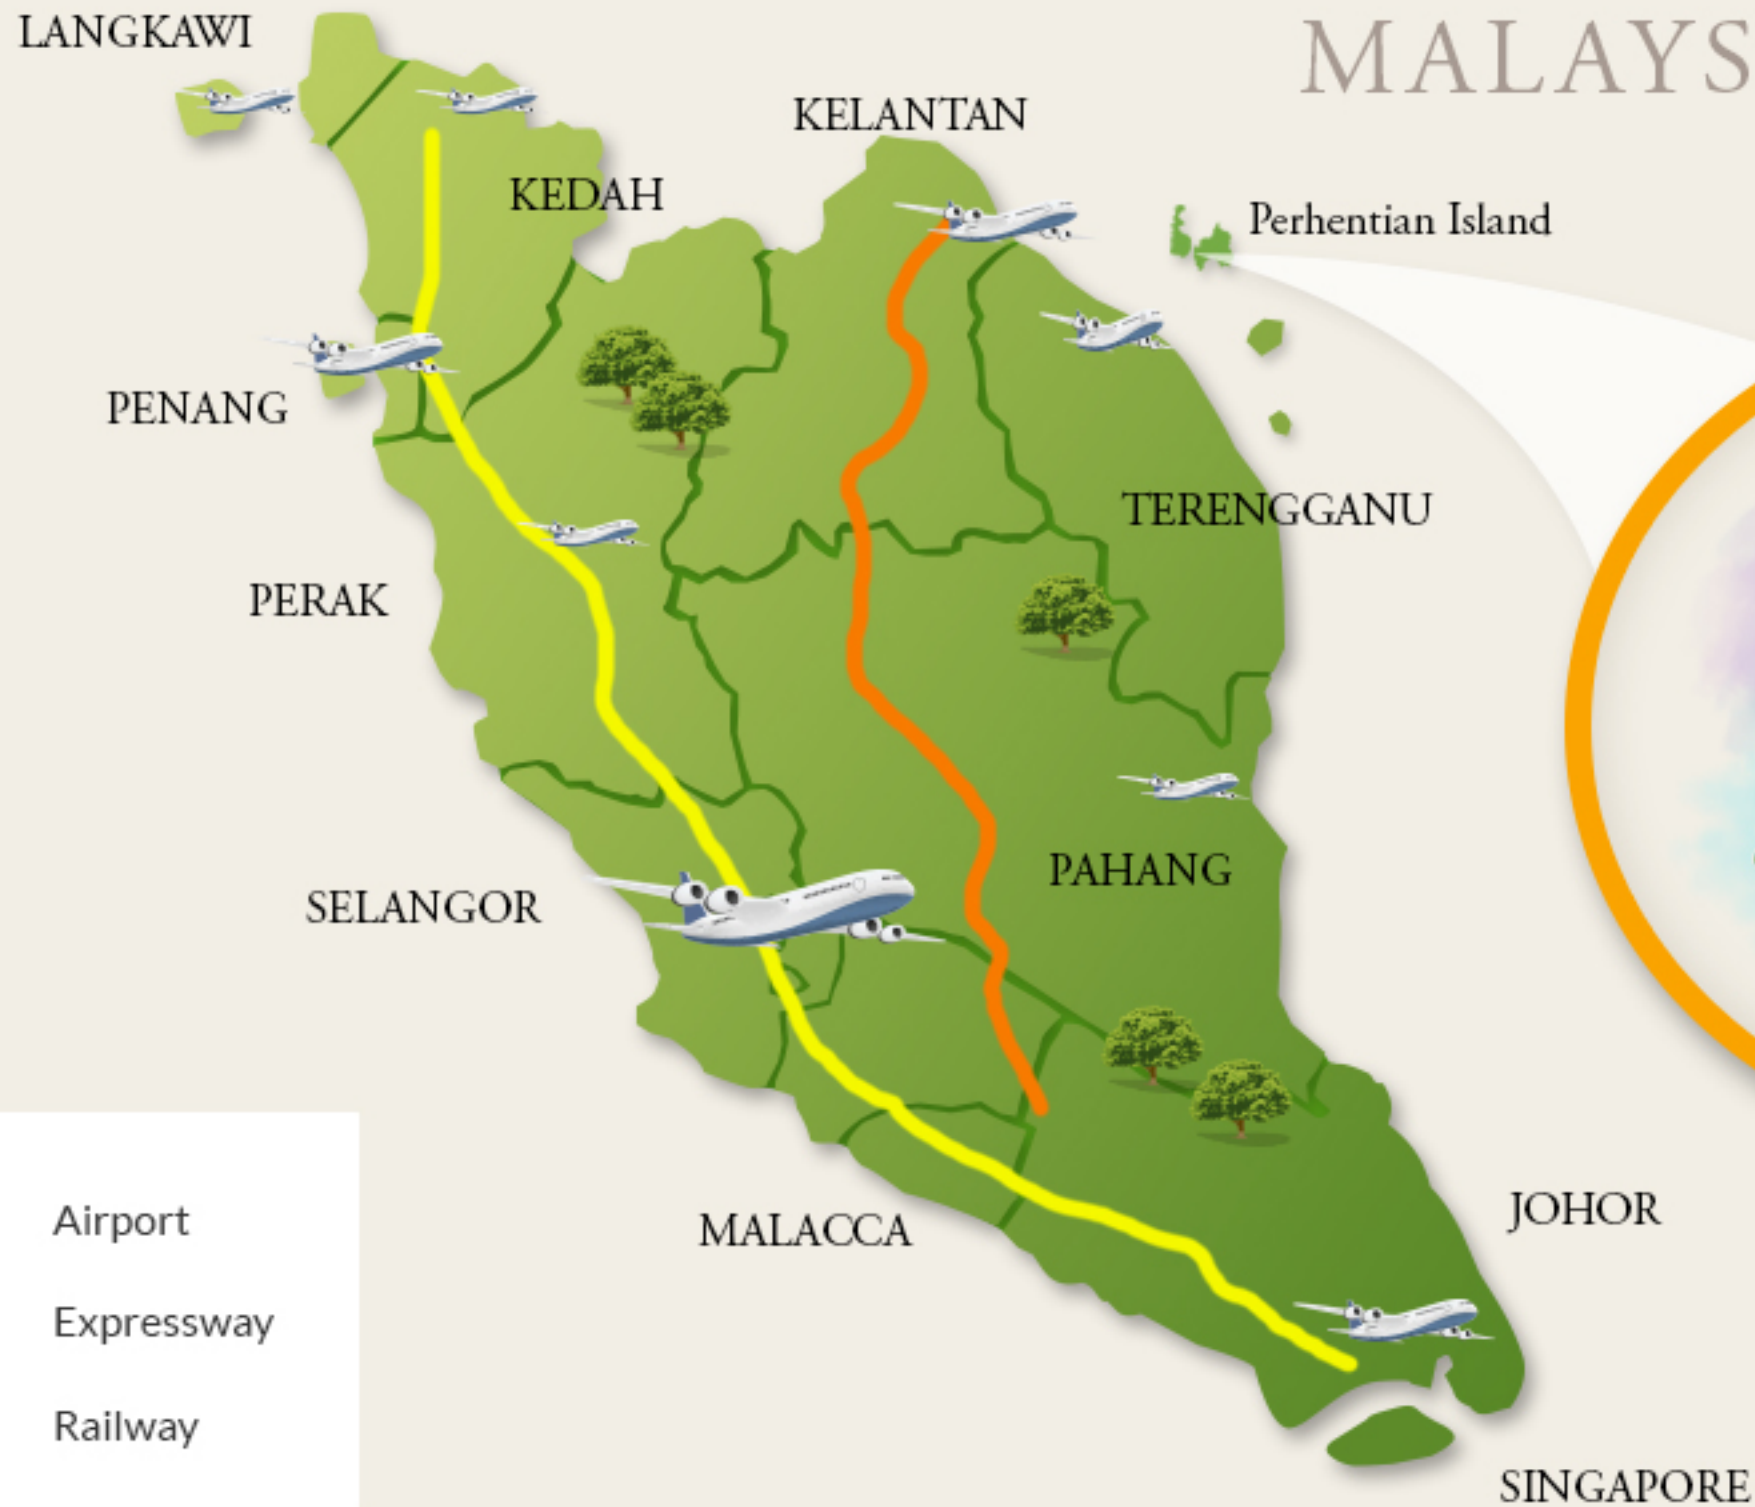 LANGKAWI
MALAYS
KELANTAN
KEDAH
Perhentian Island
PENANG
TERENGGANU
PERAK
PAHANG
SELANGOR
JOHOR
MALACCA
Airport
Expressway
Railway
SINGAPORE